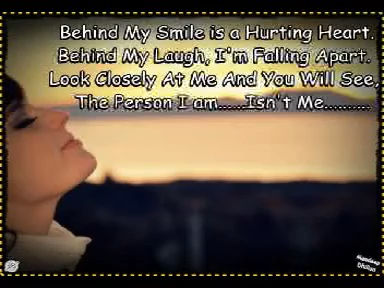 Behind My Smile is a Hurting Heart.
Behind My Laugh, I'm Falling Apart.
Look Closely At Me And You Will See,
The Person I am......Isn't Me..........